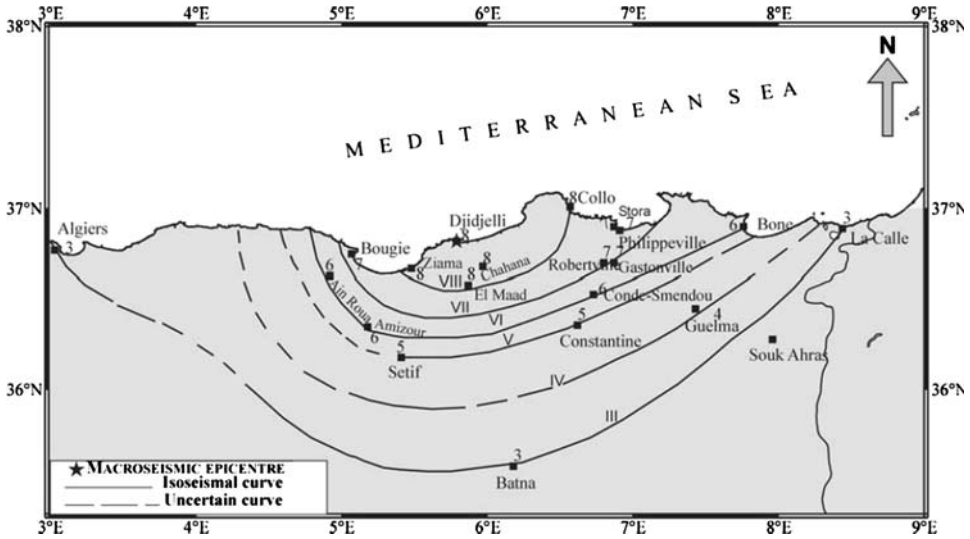 3°E 4°E 5°E 6°E 7°E 8°E 9°E
38°N 38°N
N
MEDITERRANEAN SEA
8 Collo
37°N 37°N
Algiers
3
Djidjelli
8
Stora
7
7
Philippeville
6 Bone
3
La Calle
Bougie
7
Ziama
8
8
Chahana
7 7
Robertville Gastonville
VIII
8
El Maad
6
Ain Roua
VII
6
Conde-Smendou
VI
Amizour
6
5
Constantine
4
Guelma
V
5
Setif
Souk Ahras
36°N 36°N
IV
III
3
Batna
MACROSEISMIC EPICENTRE
Isoseismal curve
Uncertain curve
3°E 4°E 5°E 6°E 7°E 8°E 9°E